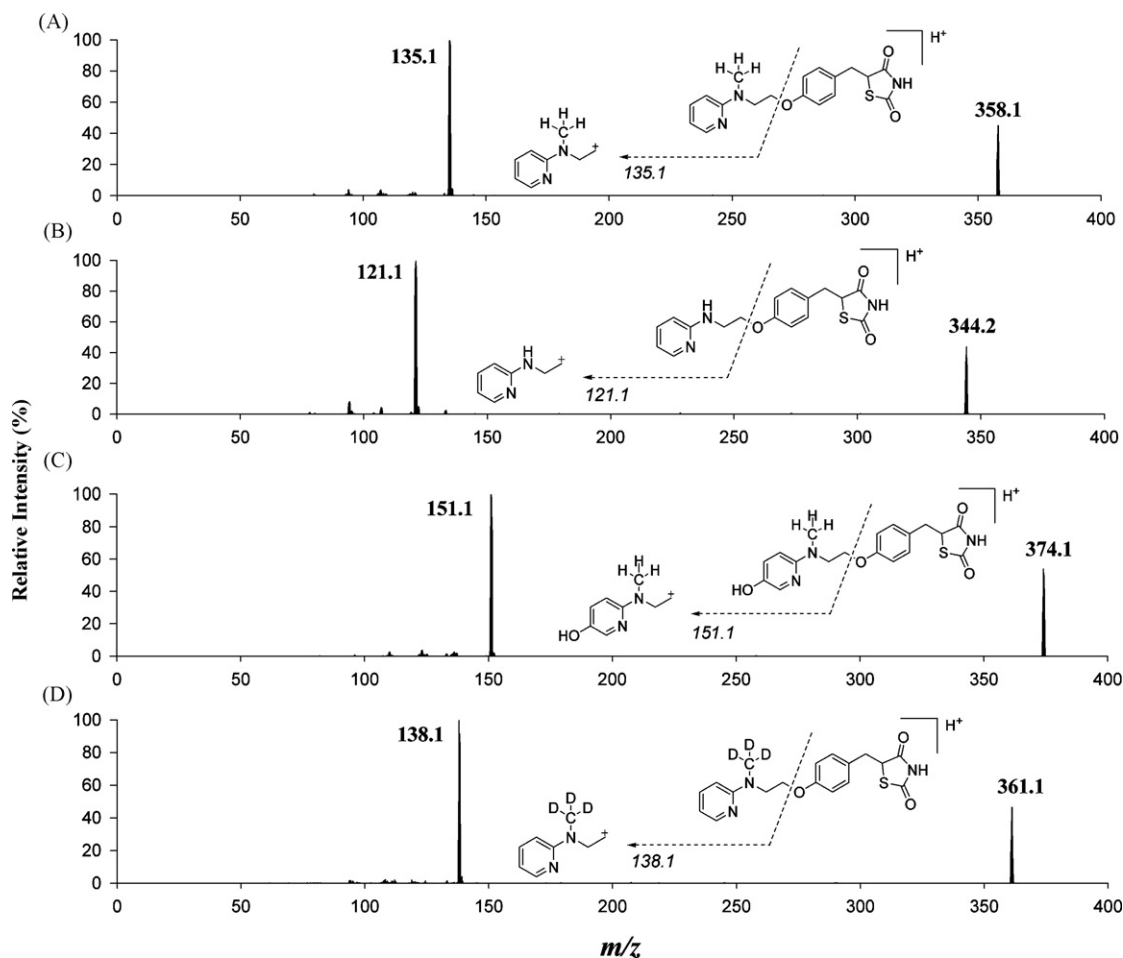 (A)
100
80
60
40
20
0
135.1
358.1
135.1
H
H C H
N
N
+
H
H C H
N
N
O
O
NH
S
O
H+
0 50 100 150 200 250 300 350 400
(B)
100
80
60
40
20
0
121.1
344.2
121.1
H
N
N
+
H
N
N
O
O
NH
S
O
H+
0 50 100 150 200 250 300 350 400
(C)
100
80
60
40
20
0
151.1
374.1
151.1
H
H C H
N
N
HO
+
H
H C H
N
N
HO
O
O
NH
S
O
H+
0 50 100 150 200 250 300 350 400
(D)
100
80
60
40
20
0
138.1
361.1
138.1
D
D C D
N
N
+
D
D C D
N
N
O
O
NH
S
O
H+
0 50 100 150 200 250 300 350 400
Relative Intensity (%)
m/z